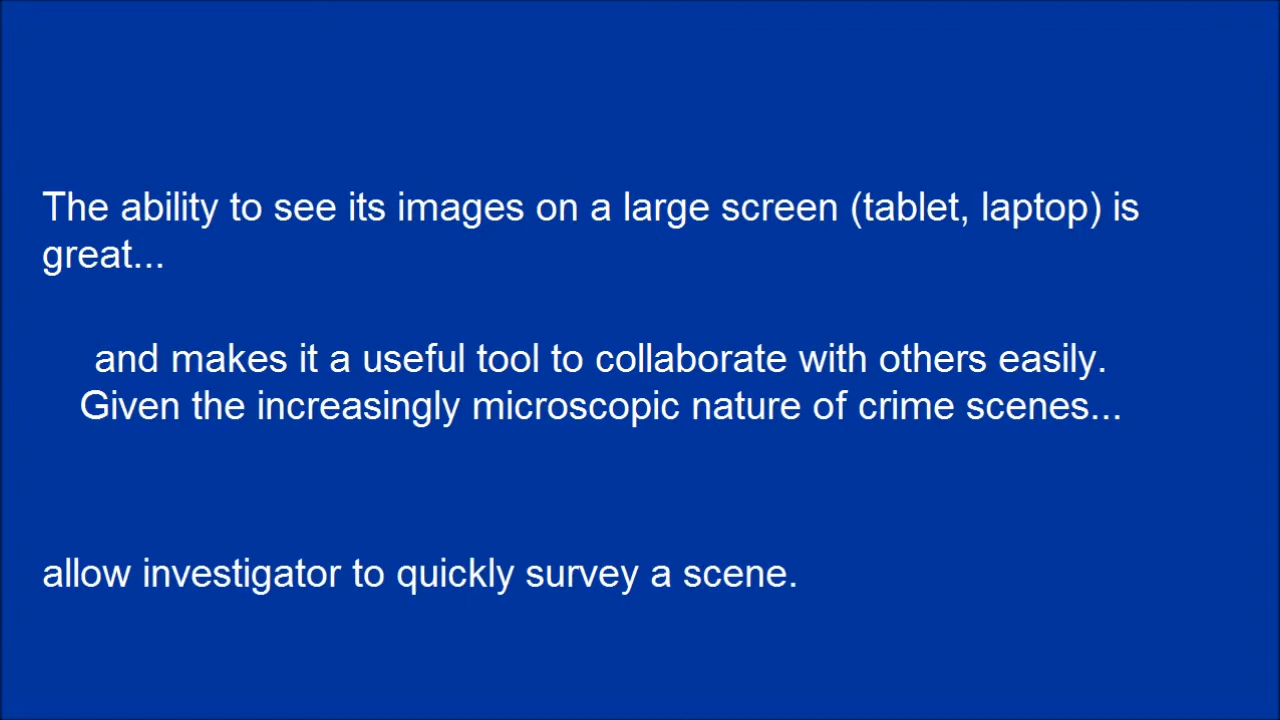 The ability to see its images on a large screen (tablet, laptop) is
great...
and makes it a useful tool to collaborate with others easily.
Given the increasingly microscopic nature of crime scenes...
allow investigator to quickly survey a scene.